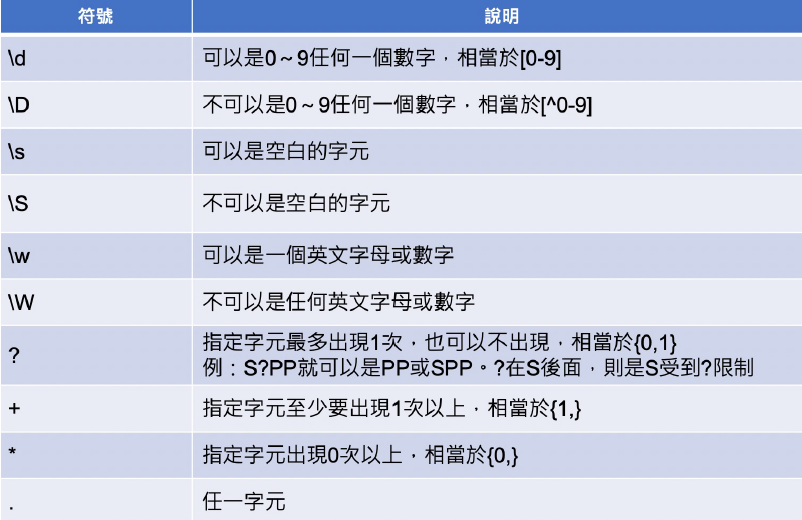 符號 說明
\d 可以是0～9任何一個數字，相當於[0-9]
\D 不可以是0～9任何一個數字，相當於[^0-9]
\s 可以是空白的字元
\S 不可以是空白的字元
\w 可以是一個英文字母或數字
\W 不可以是任何英文字母或數字
? 指定字元最多出現1次，也可以不出現，相當於{0,1}
例：S?PP就可以是PP或SPP。?在S後面，則是S受到?限制
+ 指定字元至少要出現1次以上，相當於{1,}
* 指定字元出現0次以上，相當於{0,}
. 任一字元